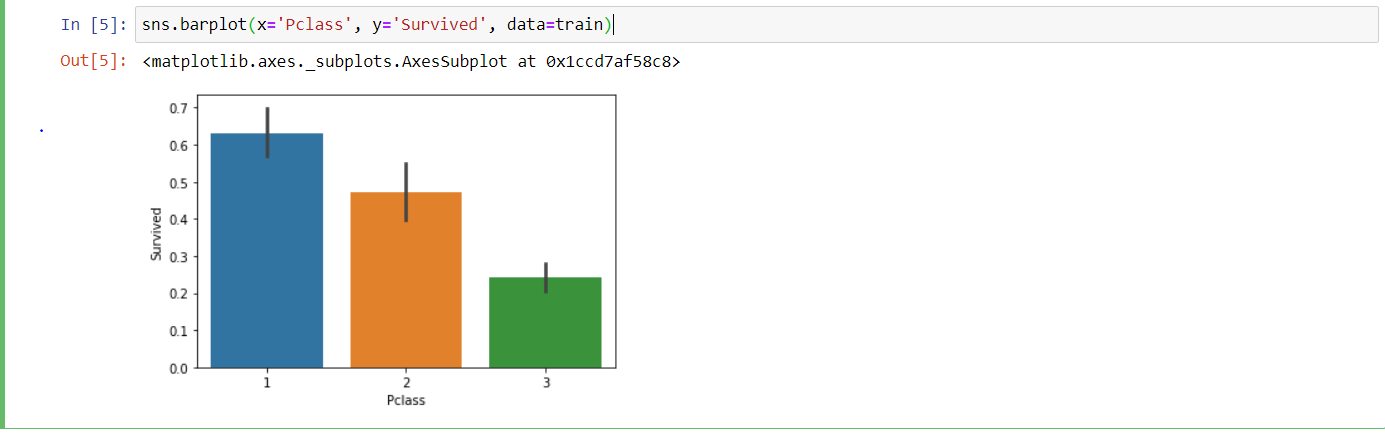 In [5]: sns.barplot(x='Pclass', y='Survived', data=train)
Out[5]: <matplotlib.axes._subplots.AxesSubplot at 0x1ccd7af58c8>
0.7
0.6
0.5
0.4
0.3
0.2
0.1
0.0
Survived
1 2 3
Pclass